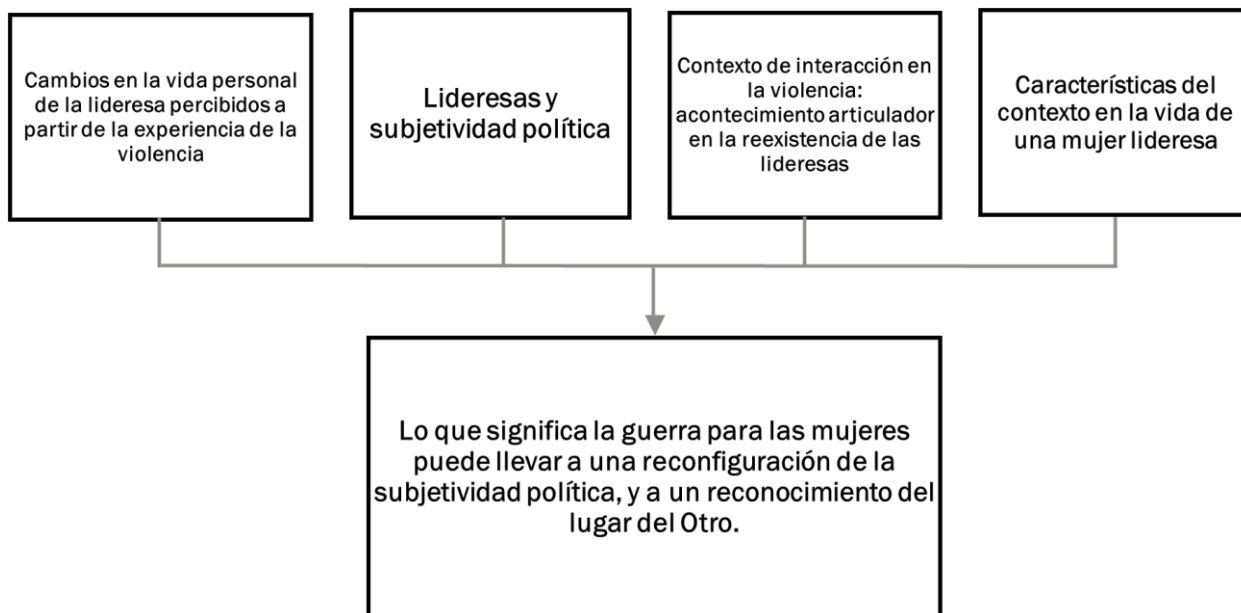 Cambios en la vida personal
de la lideresa percibidos a
partir de la experiencia de la
violencia
Lideresas y
subjetividad política
Contexto de interacción en
la violencia:
acontecimiento articulador
en la reexistencia de las
lideresas
Características del
contexto en la vida de
una mujer lideresa
Lo que significa la guerra para las mujeres
puede llevar a una reconfiguración de la
subjetividad política, y a un reconocimiento del
lugar del Otro.